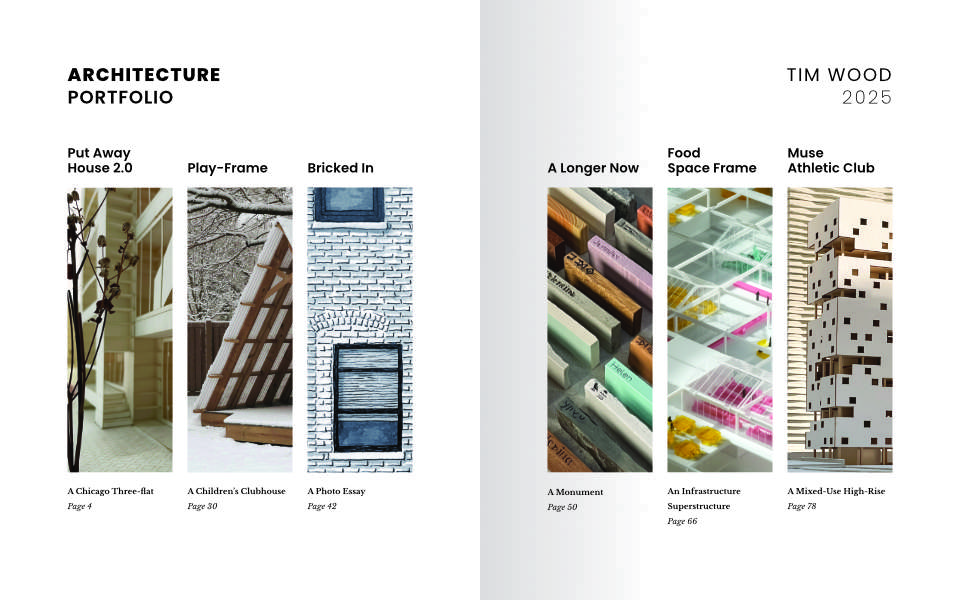 ARCHITECTURE
PORTFOLIO
TIM WOOD
2025
Put Away
House 2.0
Play-Frame
Bricked In
A Longer Now
Food
Space Frame
Muse
Athletic Club
Helen
A Chicago Three-flat
Page 4
A Children's Clubhouse
Page 30
A Photo Essay
Page 42
A Monument
Page 50
An Infrastructure
Superstructure
Page 66
A Mixed-Use High-Rise
Page 78